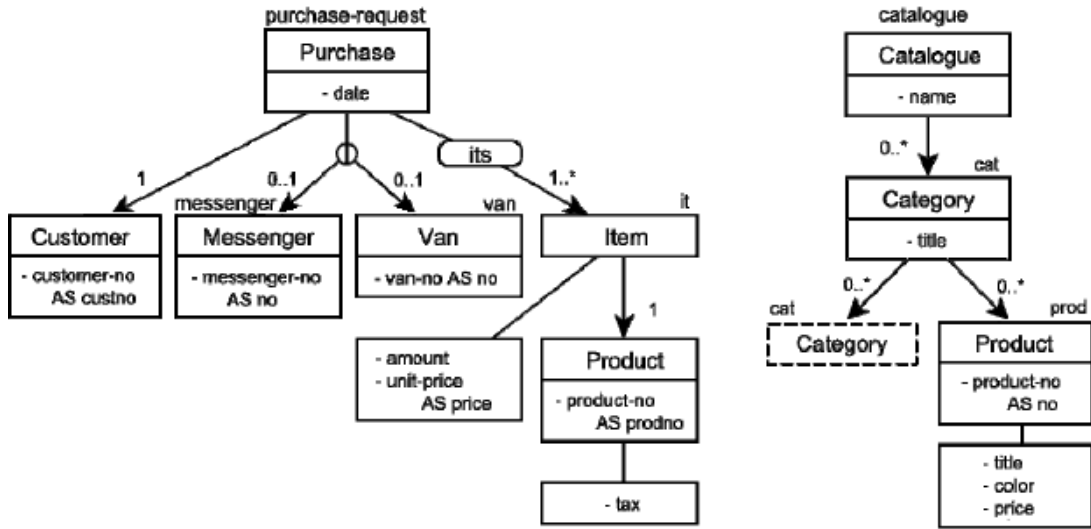 purchase-request
Purchase
- date
its
1
0..1
0..1
1..*
messenger
van
it
Customer
- customer-no
AS custno
Messenger
- messenger-no
AS no
Van
- van-no AS no
Item
1
- amount
- unit-price
AS price
Product
- product-no
AS prodno
- tax
catalogue
Catalogue
- name
0..*
cat
Category
- title
0..*
0..*
cat
prod
Category
Product
- product-no
AS no
- title
- color
- price